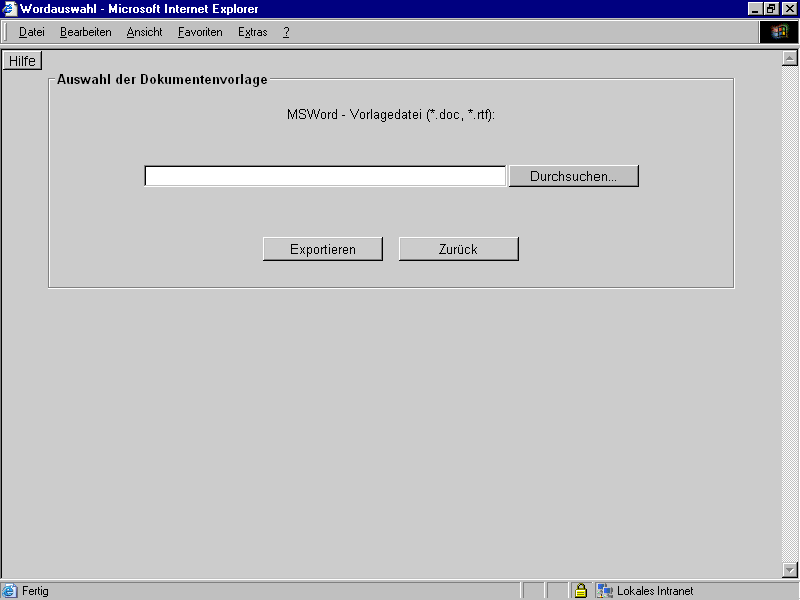 Wordauswahl - Microsoft Internet Explorer
Datei Bearbeiten Ansicht Favoriten Extras ?
Hilfe
Auswahl der Dokumentenvorlage
MSWord - Vorlagedatei (*.doc, *.rtf):
Durchsuchen...
Exportieren Zurück
Fertig Lokales Intranet